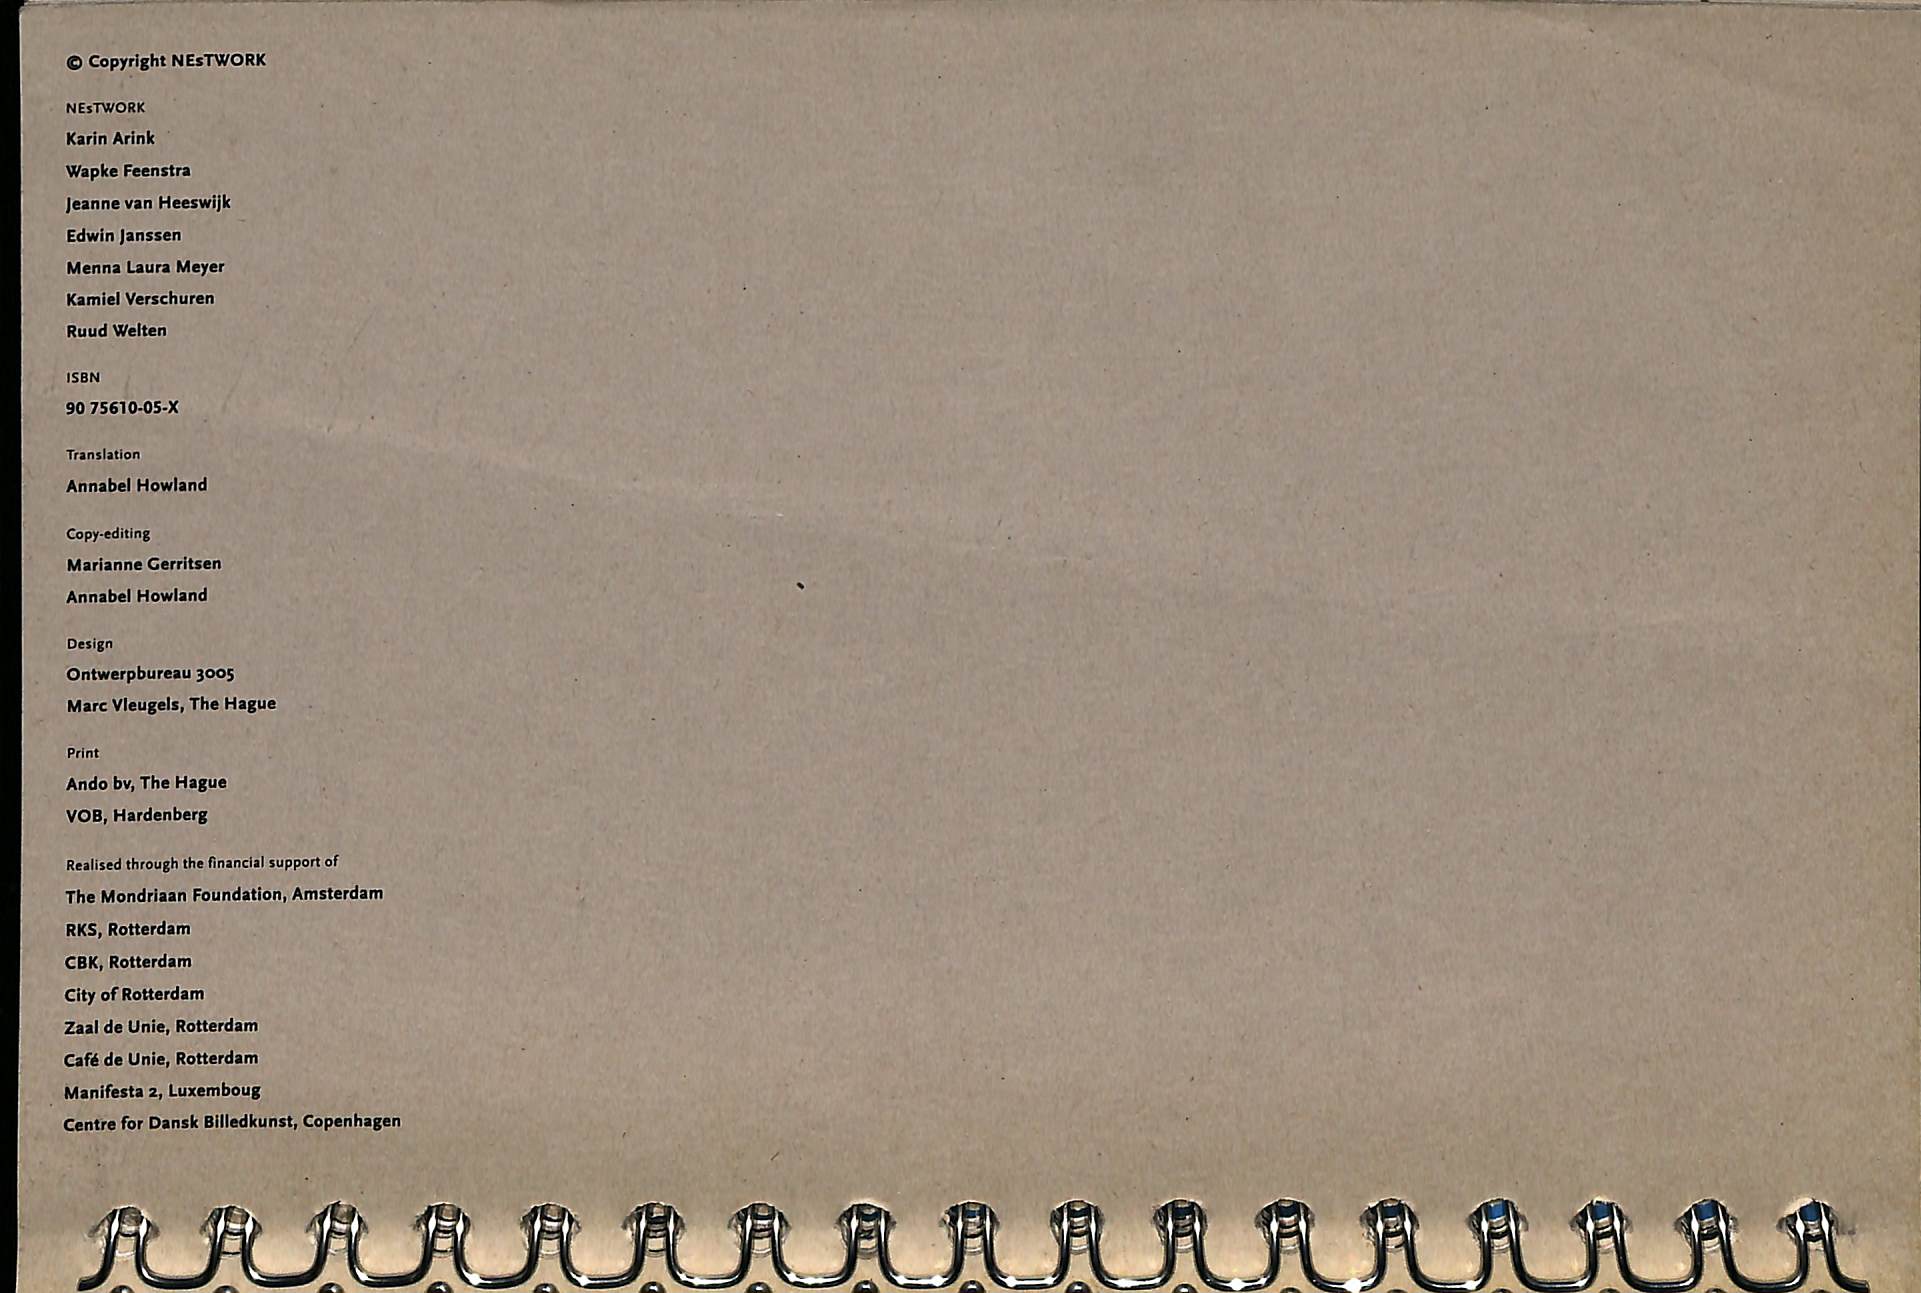 © Copyright NEsTWORK
NEsTWORK
Karin Arink
Wapke Feenstra
Jeanne van Heeswijk
Edwin Janssen
Menna Laura Meyer
Kamiel Verschuren
Ruud Welten
ISBN
90 75610-05-X
Translation
Annabel Howland
Copy-editing
Marianne Gerritsen
Annabel Howland
Design
Ontwerpbureau 3005
Marc Vleugels, The Hague
Print
Ando bv, The Hague
VOB, Hardenberg
Realised through the financial support of
The Mondriaan Foundation, Amsterdam
RKS, Rotterdam
CBK, Rotterdam
City of Rotterdam
Zaal de Unie, Rotterdam
Café de Unie, Rotterdam
Manifesta 2, Luxemboug
Centre for Dansk Billedkunst, Copenhagen